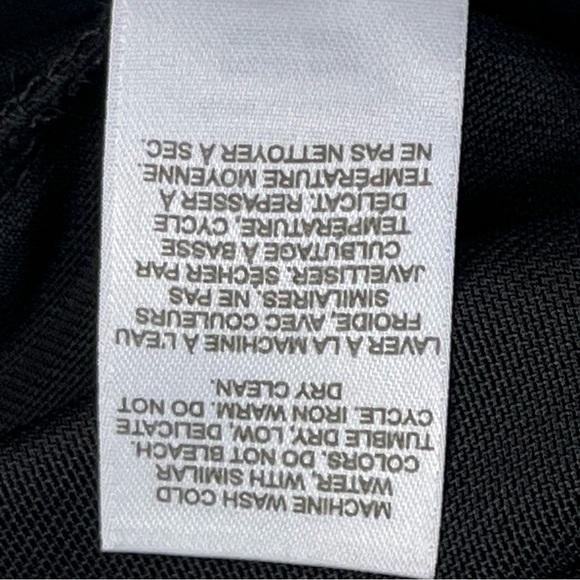 MACHINE WASH COLD
WATER, WITH SIMILAR
COLORS. DO NOT BLEACH.
TUMBLE DRY, LOW, DELICATE
CYCLE. IRON WARM. DO NOT
DRY CLEAN.
LAVER À LA MACHINE À L'EAU
FROIDE, AVEC COULEURS
SIMILAIRES. NE PAS
JAVELLISER. SÉCHER PAR
CULBUTAGE À BASSE
TEMPÉRATURE, CYCLE
DÉLICAT. REPASSER À
TEMPÉRATURE MOYENNE.
NE PAS NETTOYER À SEC.